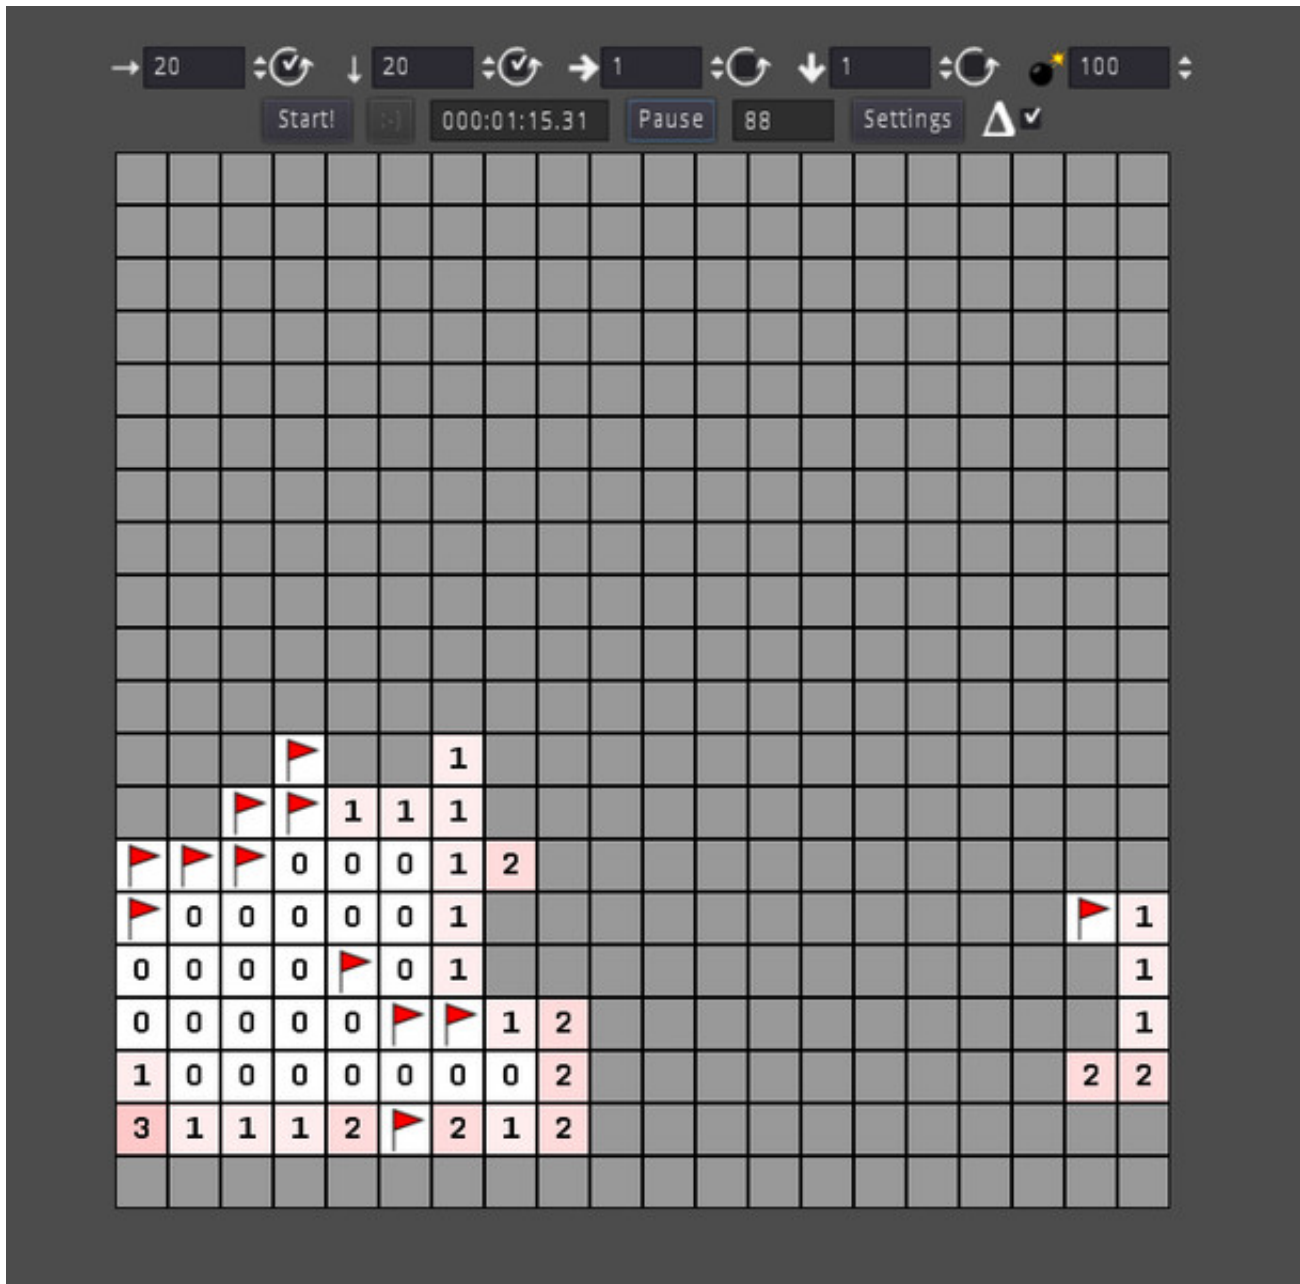 20 20 1 1 100
Start! :-) 000:01:15.31 Pause 88 Settings Δ
1
1 1 1
0 0 0 1 2
0 0 0 0 0 1 1
0 0 0 0 0 1 1
0 0 0 0 0 1 2 1
1 0 0 0 0 0 0 0 2 2 2
3 1 1 1 2 2 1 2